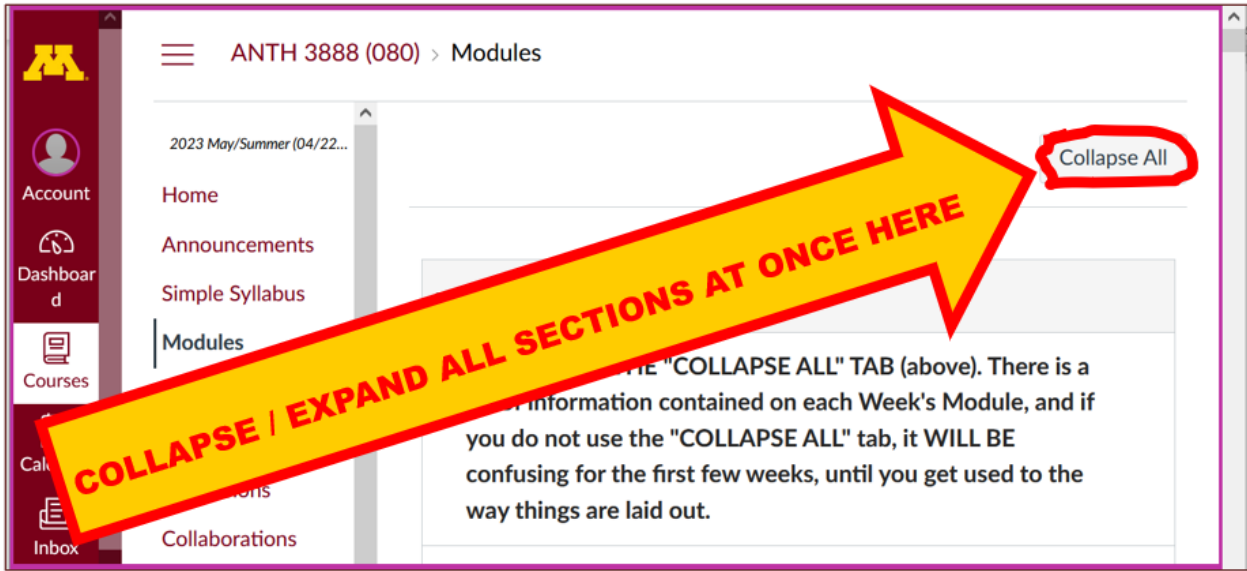 M
ANTH 3888 (080) > Modules
2023 May/Summer (04/22...
Collapse All
Account
Home
Announcements
Dashboar
d
Simple Syllabus
Modules
Courses
COLLAPSE / EXPAND ALL SECTIONS AT ONCE HERE
"COLLAPSE ALL" TAB (above). There is a
information contained on each Week's Module, and if
you do not use the "COLLAPSE ALL" tab, it WILL BE
confusing for the first few weeks, until you get used to the
way things are laid out.
Collaborations
Inbox